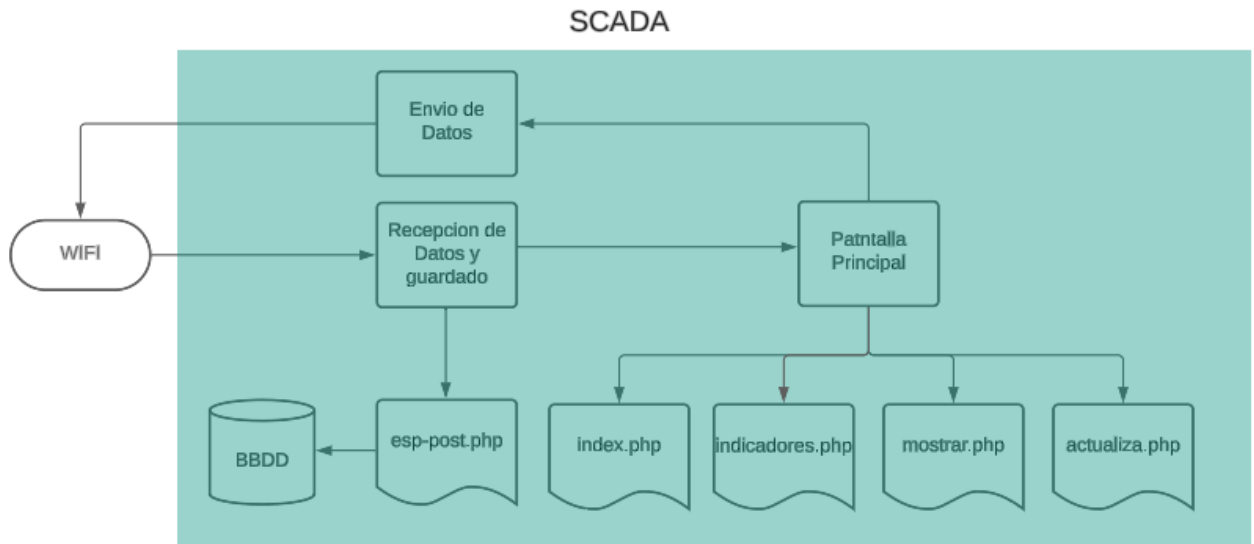 SCADA
Envio de
Datos
WIFI
Recepcion de
Datos y
guardado
Patntalla
Principal
BBDD
esp-post.php
index.php
indicadores.php
mostrar.php
actualiza.php